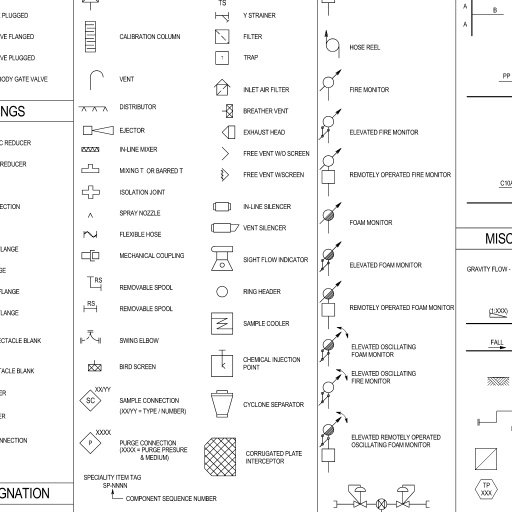 PLUGGED
VE FLANGED
VE PLUGGED
BODY GATE VALVE
NGS
C REDUCER
REDUCER
ECTION
LANGE
GE
FLANGE
FLANGE
ECTACLE BLANK
TACLE BLANK
ER
ER
NNECTION
GNATION
CALIBRATION COLUMN
VENT
DISTRIBUTOR
EJECTOR
IN-LINE MIXER
MIXING T OR BARRED T
ISOLATION JOINT
SPRAY NOZZLE
FLEXIBLE HOSE
MECHANICAL COUPLING
RS
REMOVABLE SPOOL
RS
REMOVABLE SPOOL
SWING ELBOW
BIRD SCREEN
XX/YY
SC
SAMPLE CONNECTION
(XX/YY = TYPE / NUMBER)
XXXX
P
PURGE CONNECTION
(XXXX = PURGE PRESURE
& MEDIUM)
SPECIALITY ITEM TAG
SP-NNNN
COMPONENT SEQUENCE NUMBER
TS
Y STRAINER
FILTER
T
TRAP
INLET AIR FILTER
BREATHER VENT
EXHAUST HEAD
FREE VENT W/O SCREEN
FREE VENT W/SCREEN
IN-LINE SILENCER
VENT SILENCER
SIGHT FLOW INDICATOR
RING HEADER
SAMPLE COOLER
CHEMICAL INJECTION
POINT
CYCLONE SEPARATOR
CORRUGATED PLATE
INTERCEPTOR
HOSE REEL
FIRE MONITOR
ELEVATED FIRE MONITOR
REMOTELY OPERATED FIRE MONITOR
FOAM MONITOR
ELEVATED FOAM MONITOR
REMOTELY OPERATED FOAM MONITOR
ELEVATED OSCILLATING
FOAM MONITOR
ELEVATED OSCILLATING
FIRE MONITOR
ELEVATED REMOTELY OPERATED
OSCILLATING FOAM MONITOR
A
B
A
PP
C10A
MISC
GRAVITY FLOW -
(1:XXX)
FALL
TP
XXX